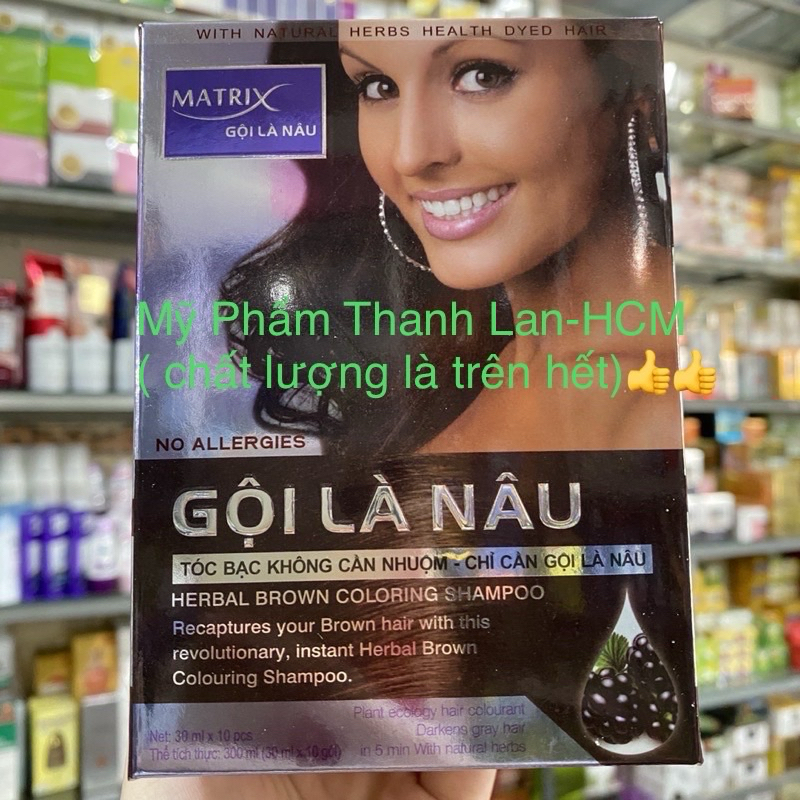 WITH NATURAL HERBS HEALTH DYED HAIR
MATRIX
GỘI LÀ NÂU
Mỹ Phẩm Thanh Lan-HCM
( chất lượng là trên hết)👍👍
NO ALLERGIES
GỘI LÀ NÂU
TÓC BẠC KHÔNG CẦN NHUỘM - CHỈ CẦN GỘI LÀ NÂU
HERBAL BROWN COLORING SHAMPOO
Recaptures your Brown hair with this
revolutionary, instant Herbal Brown
Colouring Shampoo.
Plant ecology hair colourant
Darkens gray hair
in 5 min With natural herbs
Net: 30 ml x 10 pcs
Thể tích thực: 300 ml (30 ml x 10 gói)